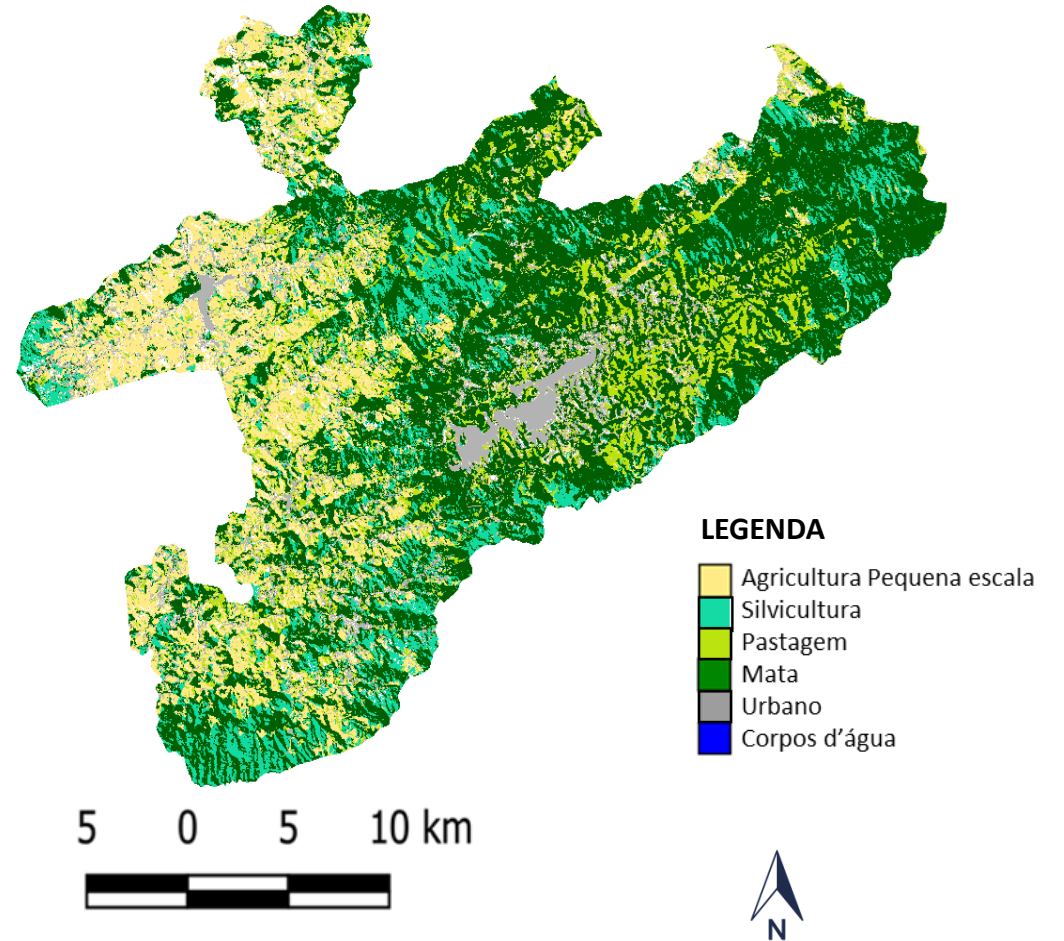 LEGENDA
Agricultura Pequena escala
Silvicultura
Pastagem
Mata
Urbano
Corpos d'água
5 0 5 10 km
N